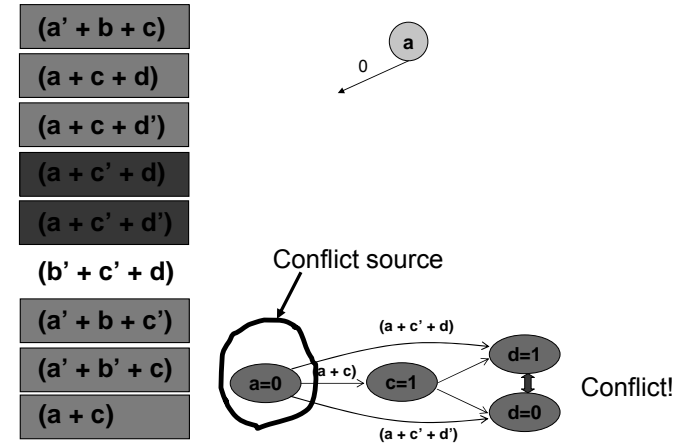 (a’ + b + c)
(a + c + d)
(a + c + d’)
(a + c’ + d)
(a + c’ + d’)
(b’ + c’ + d)
(a’ + b + c’)
(a’ + b’ + c)
(a + c)
a
0
Conflict source
(a + c’ + d)
a=0
(a + c)
c=1
d=1
d=0
Conflict!
(a + c’ + d’)